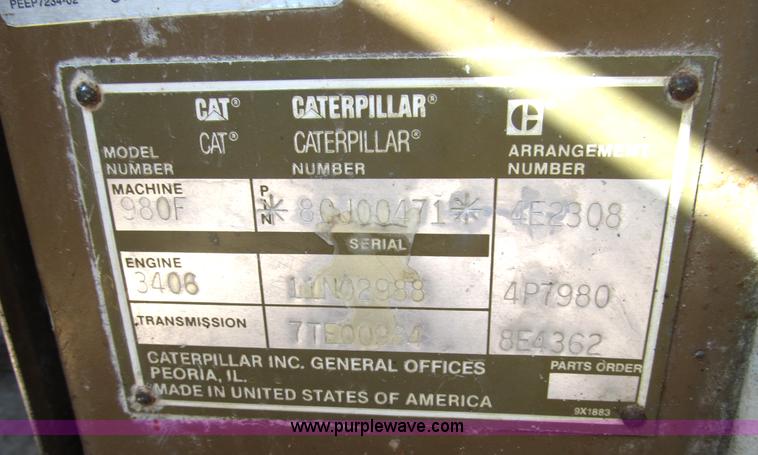 PEEP7234-02
CAT® CATERPILLAR®
CAT® CATERPILLAR®
MODEL NUMBER NUMBER ARRANGEMENT NUMBER
MACHINE P I N
980F *8CJ00471* 4E2308
SERIAL
ENGINE
3406 11N02988 4P7980
TRANSMISSION 8E4362
CATERPILLAR INC. GENERAL OFFICES PARTS ORDER
PEORIA, IL.
MADE IN UNITED STATES OF AMERICA
9X1883
www.purplewave.com